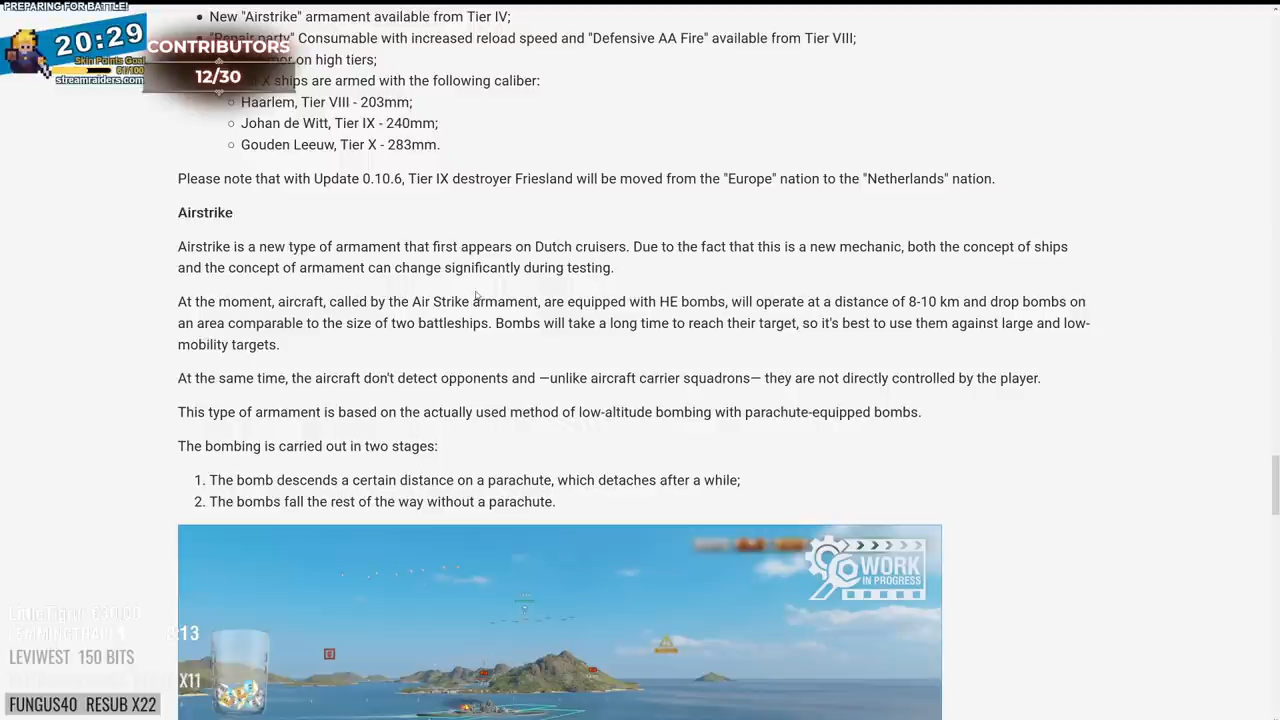 PREPARING FOR BATTLE!
20:29
Skin Points Goal
streamraiders.com
CONTRIBUTORS
12/30
New "Airstrike" armament available from Tier IV;
"Repair party" Consumable with increased reload speed and "Defensive AA Fire" available from Tier VIII;
on high tiers;
X ships are armed with the following caliber:
Haarlem, Tier VIII - 203mm;
Johan de Witt, Tier IX - 240mm;
Gouden Leeuw, Tier X - 283mm.
Please note that with Update 0.10.6, Tier IX destroyer Friesland will be moved from the "Europe" nation to the "Netherlands" nation.
Airstrike
Airstrike is a new type of armament that first appears on Dutch cruisers. Due to the fact that this is a new mechanic, both the concept of ships
and the concept of armament can change significantly during testing.
At the moment, aircraft, called by the Air Strike armament, are equipped with HE bombs, will operate at a distance of 8-10 km and drop bombs on
an area comparable to the size of two battleships. Bombs will take a long time to reach their target, so it's best to use them against large and low-
mobility targets.
At the same time, the aircraft don't detect opponents and —unlike aircraft carrier squadrons— they are not directly controlled by the player.
This type of armament is based on the actually used method of low-altitude bombing with parachute-equipped bombs.
The bombing is carried out in two stages:
1. The bomb descends a certain distance on a parachute, which detaches after a while;
2. The bombs fall the rest of the way without a parachute.
WORK
IN PROGRESS
:13
LEVIWEST 150 BITS
X11
FUNGUS40 RESUB X22